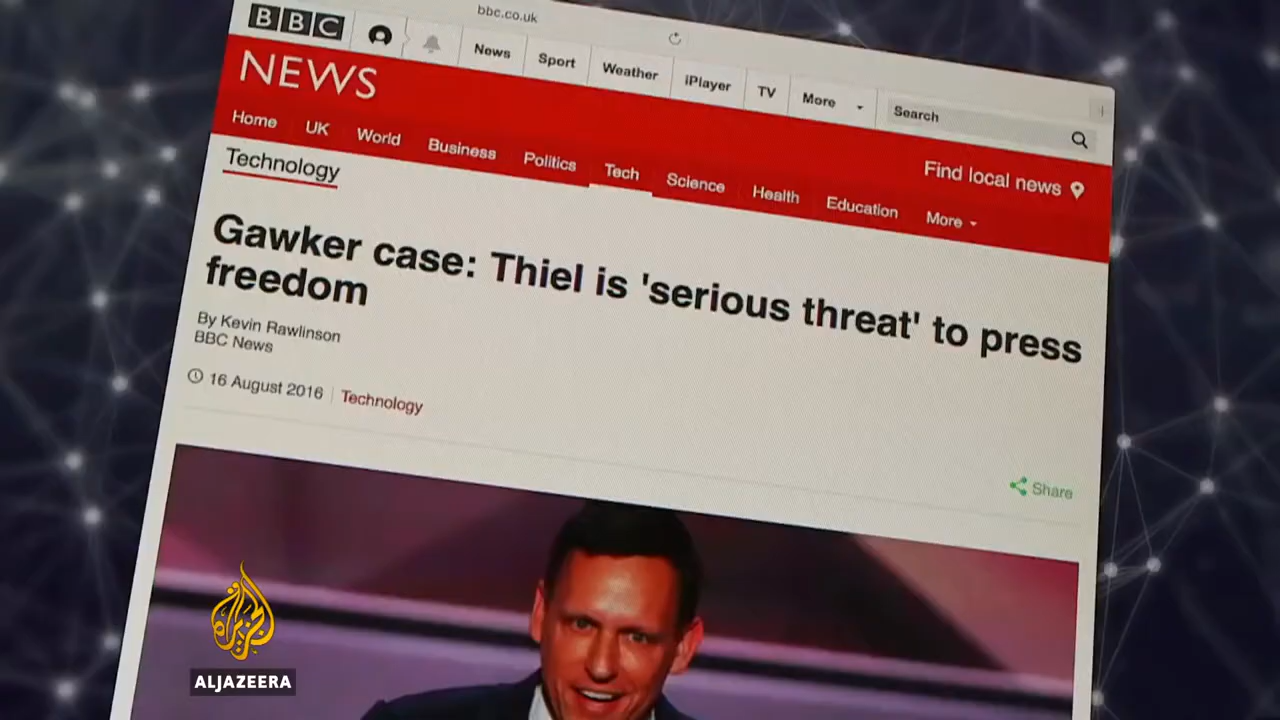 bbc.co.uk
BBC
News
Sport
Weather
iPlayer
TV
More
Search
NEWS
Find local news
Home
UK
World
Business
Politics
Tech
Science
Health
Education
More
Technology
Gawker case: Thiel is 'serious threat' to press
freedom
By Kevin Rawlinson
BBC News
16 August 2016
Technology
Share
الجزيرة
ALJAZEERA